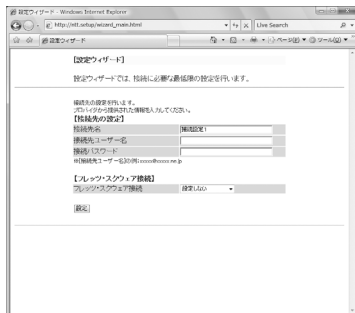 設定ウィザード - Windows Internet Explorer
http://ntt.setup/wizard_main.html
Live Search
設定ウィザード
ページ(P)
ツール(O)
[設定ウィザード]
設定ウィザードでは、接続に必要な最低限の設定を行います。
接続先の設定を行います。
プロバイダから提供された情報を入力してください。
【接続先の設定】
接続先名 接続設定1
接続先ユーザー名
接続パスワード
※[接続先ユーザー名]の例:xxxxx@xxxxx.ne.jp
【フレッツ・スクウェア接続】
フレッツ・スクウェア接続 設定しない
設定